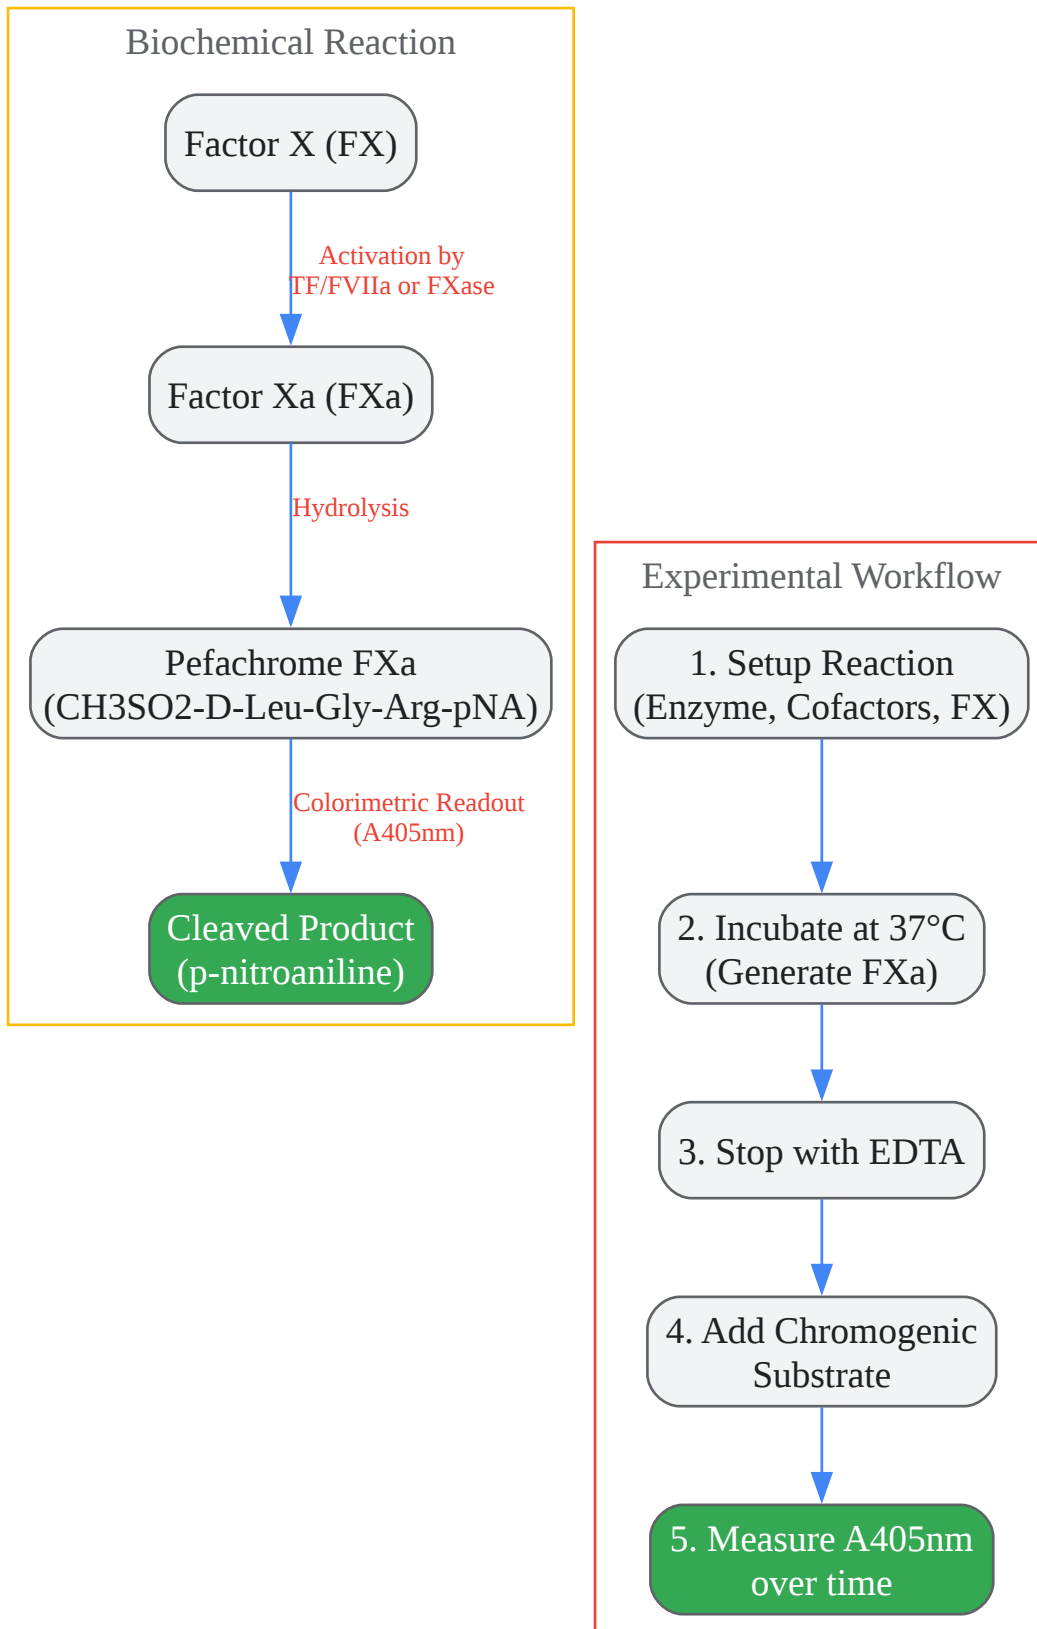 Biochemical Reaction
Factor X (FX)
Activation by
TF/FVIIa or FXase
Factor Xa (FXa)
Hydrolysis
Pefachrome FXa
(CH3SO2-D-Leu-Gly-Arg-pNA)
Colorimetric Readout
(A405nm)
Cleaved Product
(p-nitroaniline)
Experimental Workflow
1. Setup Reaction
(Enzyme, Cofactors, FX)
2. Incubate at 37°C
(Generate FXa)
3. Stop with EDTA
4. Add Chromogenic
Substrate
5. Measure A405nm
over time